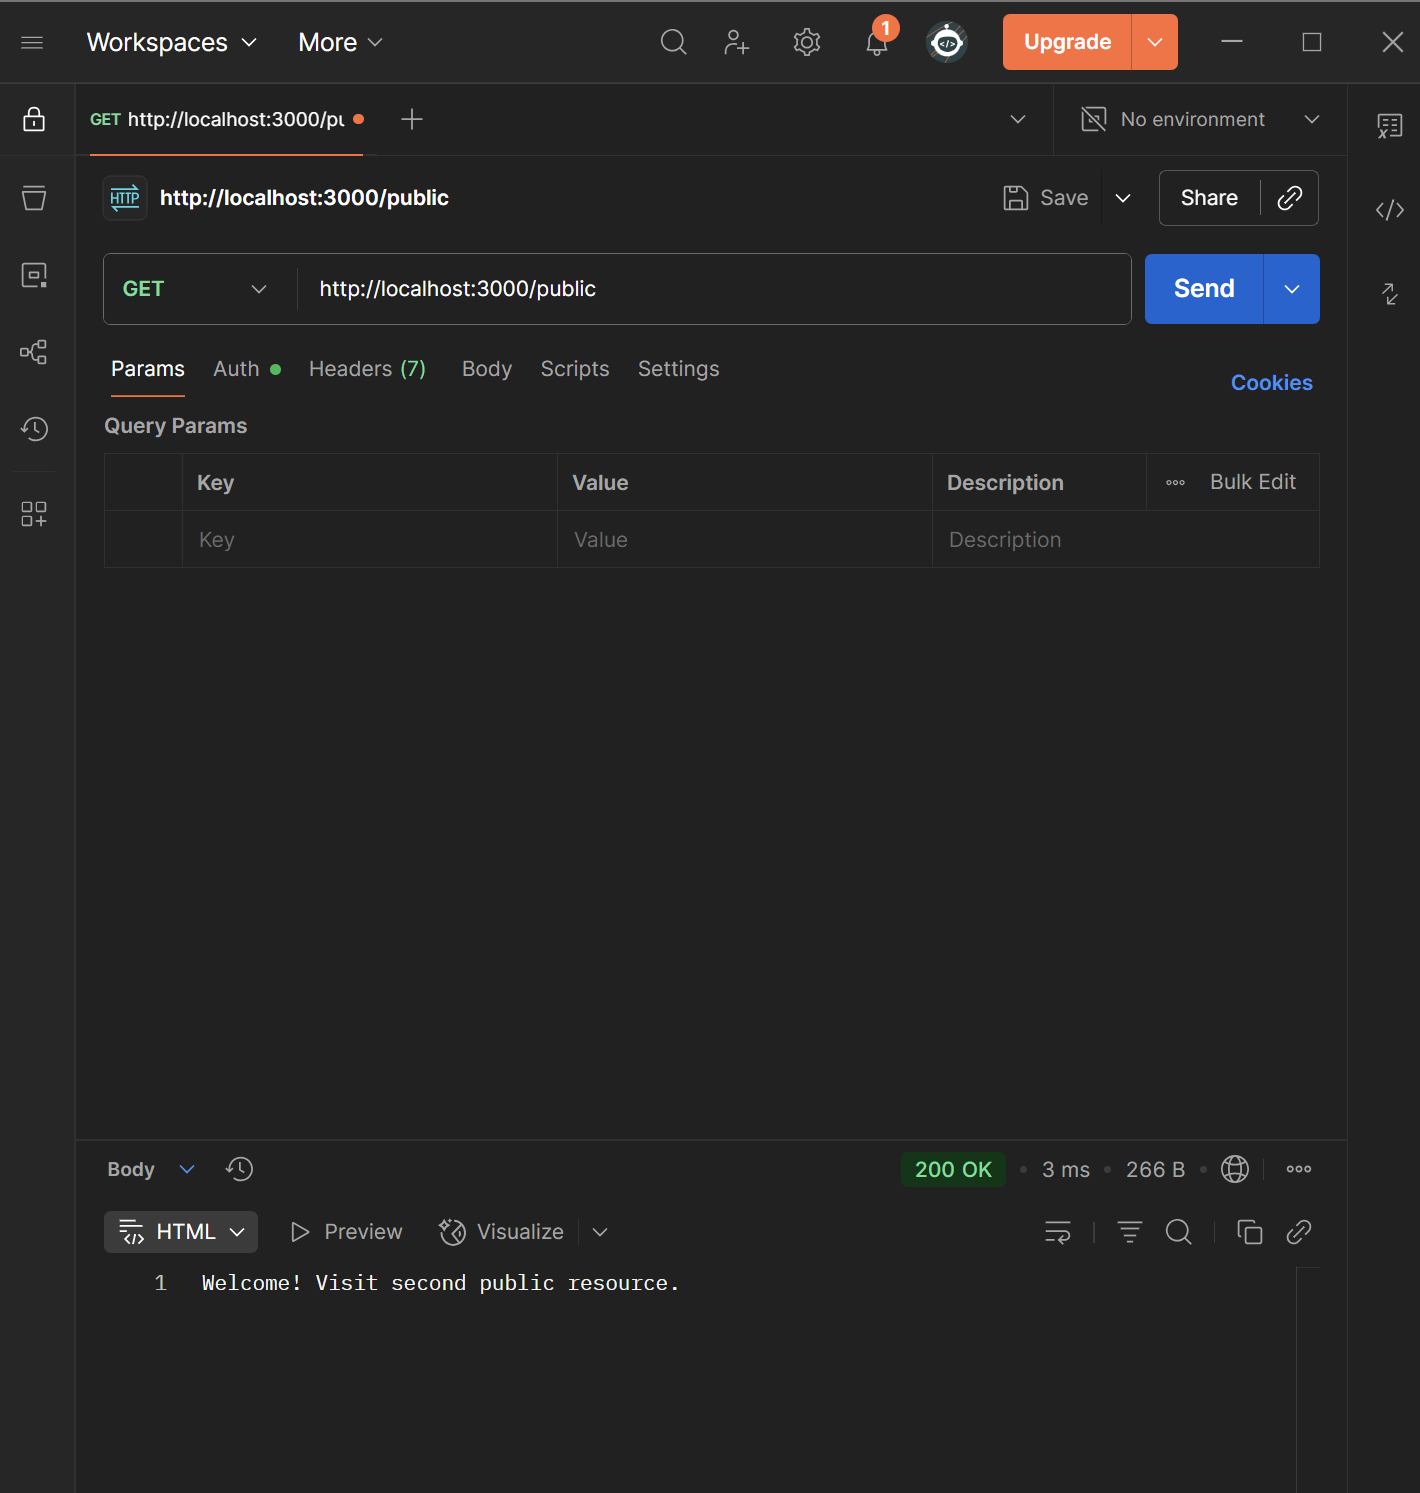 Workspaces More 1 Upgrade
GET http://localhost:3000/pu No environment
HTTP http://localhost:3000/public Save Share
GET http://localhost:3000/public Send
Params Auth Headers (7) Body Scripts Settings Cookies
Query Params
Key Value Description Bulk Edit
Key Value Description
Body 200 OK 3 ms 266 B
HTML Preview Visualize
1 Welcome! Visit second public resource.